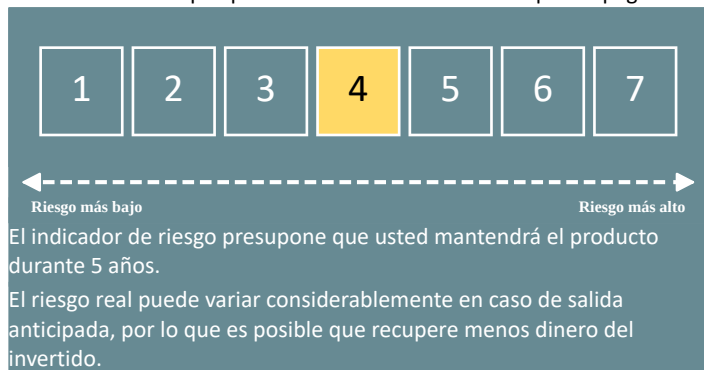 1 2 3 4 5 6 7
Riesgo más bajo Riesgo más alto
El indicador de riesgo presupone que usted mantendrá el producto
durante 5 años.
El riesgo real puede variar considerablemente en caso de salida
anticipada, por lo que es posible que recupere menos dinero del
invertido.